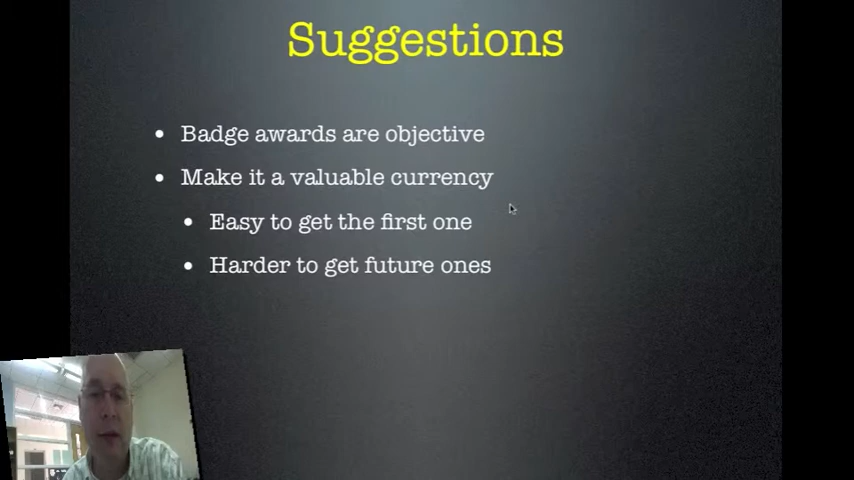 Suggestions
• Badge awards are objective
• Make it a valuable currency
• Easy to get the first one
• Harder to get future ones